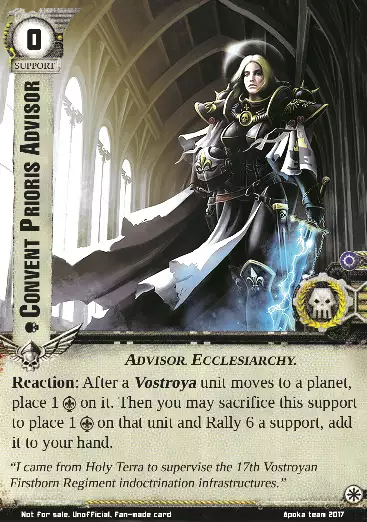 0
SUPPORT
CONVENT PRIORIS ADVISOR
ADVISOR. ECCLESIARCHY.
Reaction: After a Vostroya unit moves to a planet,
place 1 on it. Then you may sacrifice this support
to place 1 on that unit and Rally 6 a support, add
it to your hand.
“I came from Holy Terra to supervise the 17th Vostroyan
Firstborn Regiment indoctrination infrastructures.”
Not for sale. Unofficial. Fan-made card
Apoka team 2017